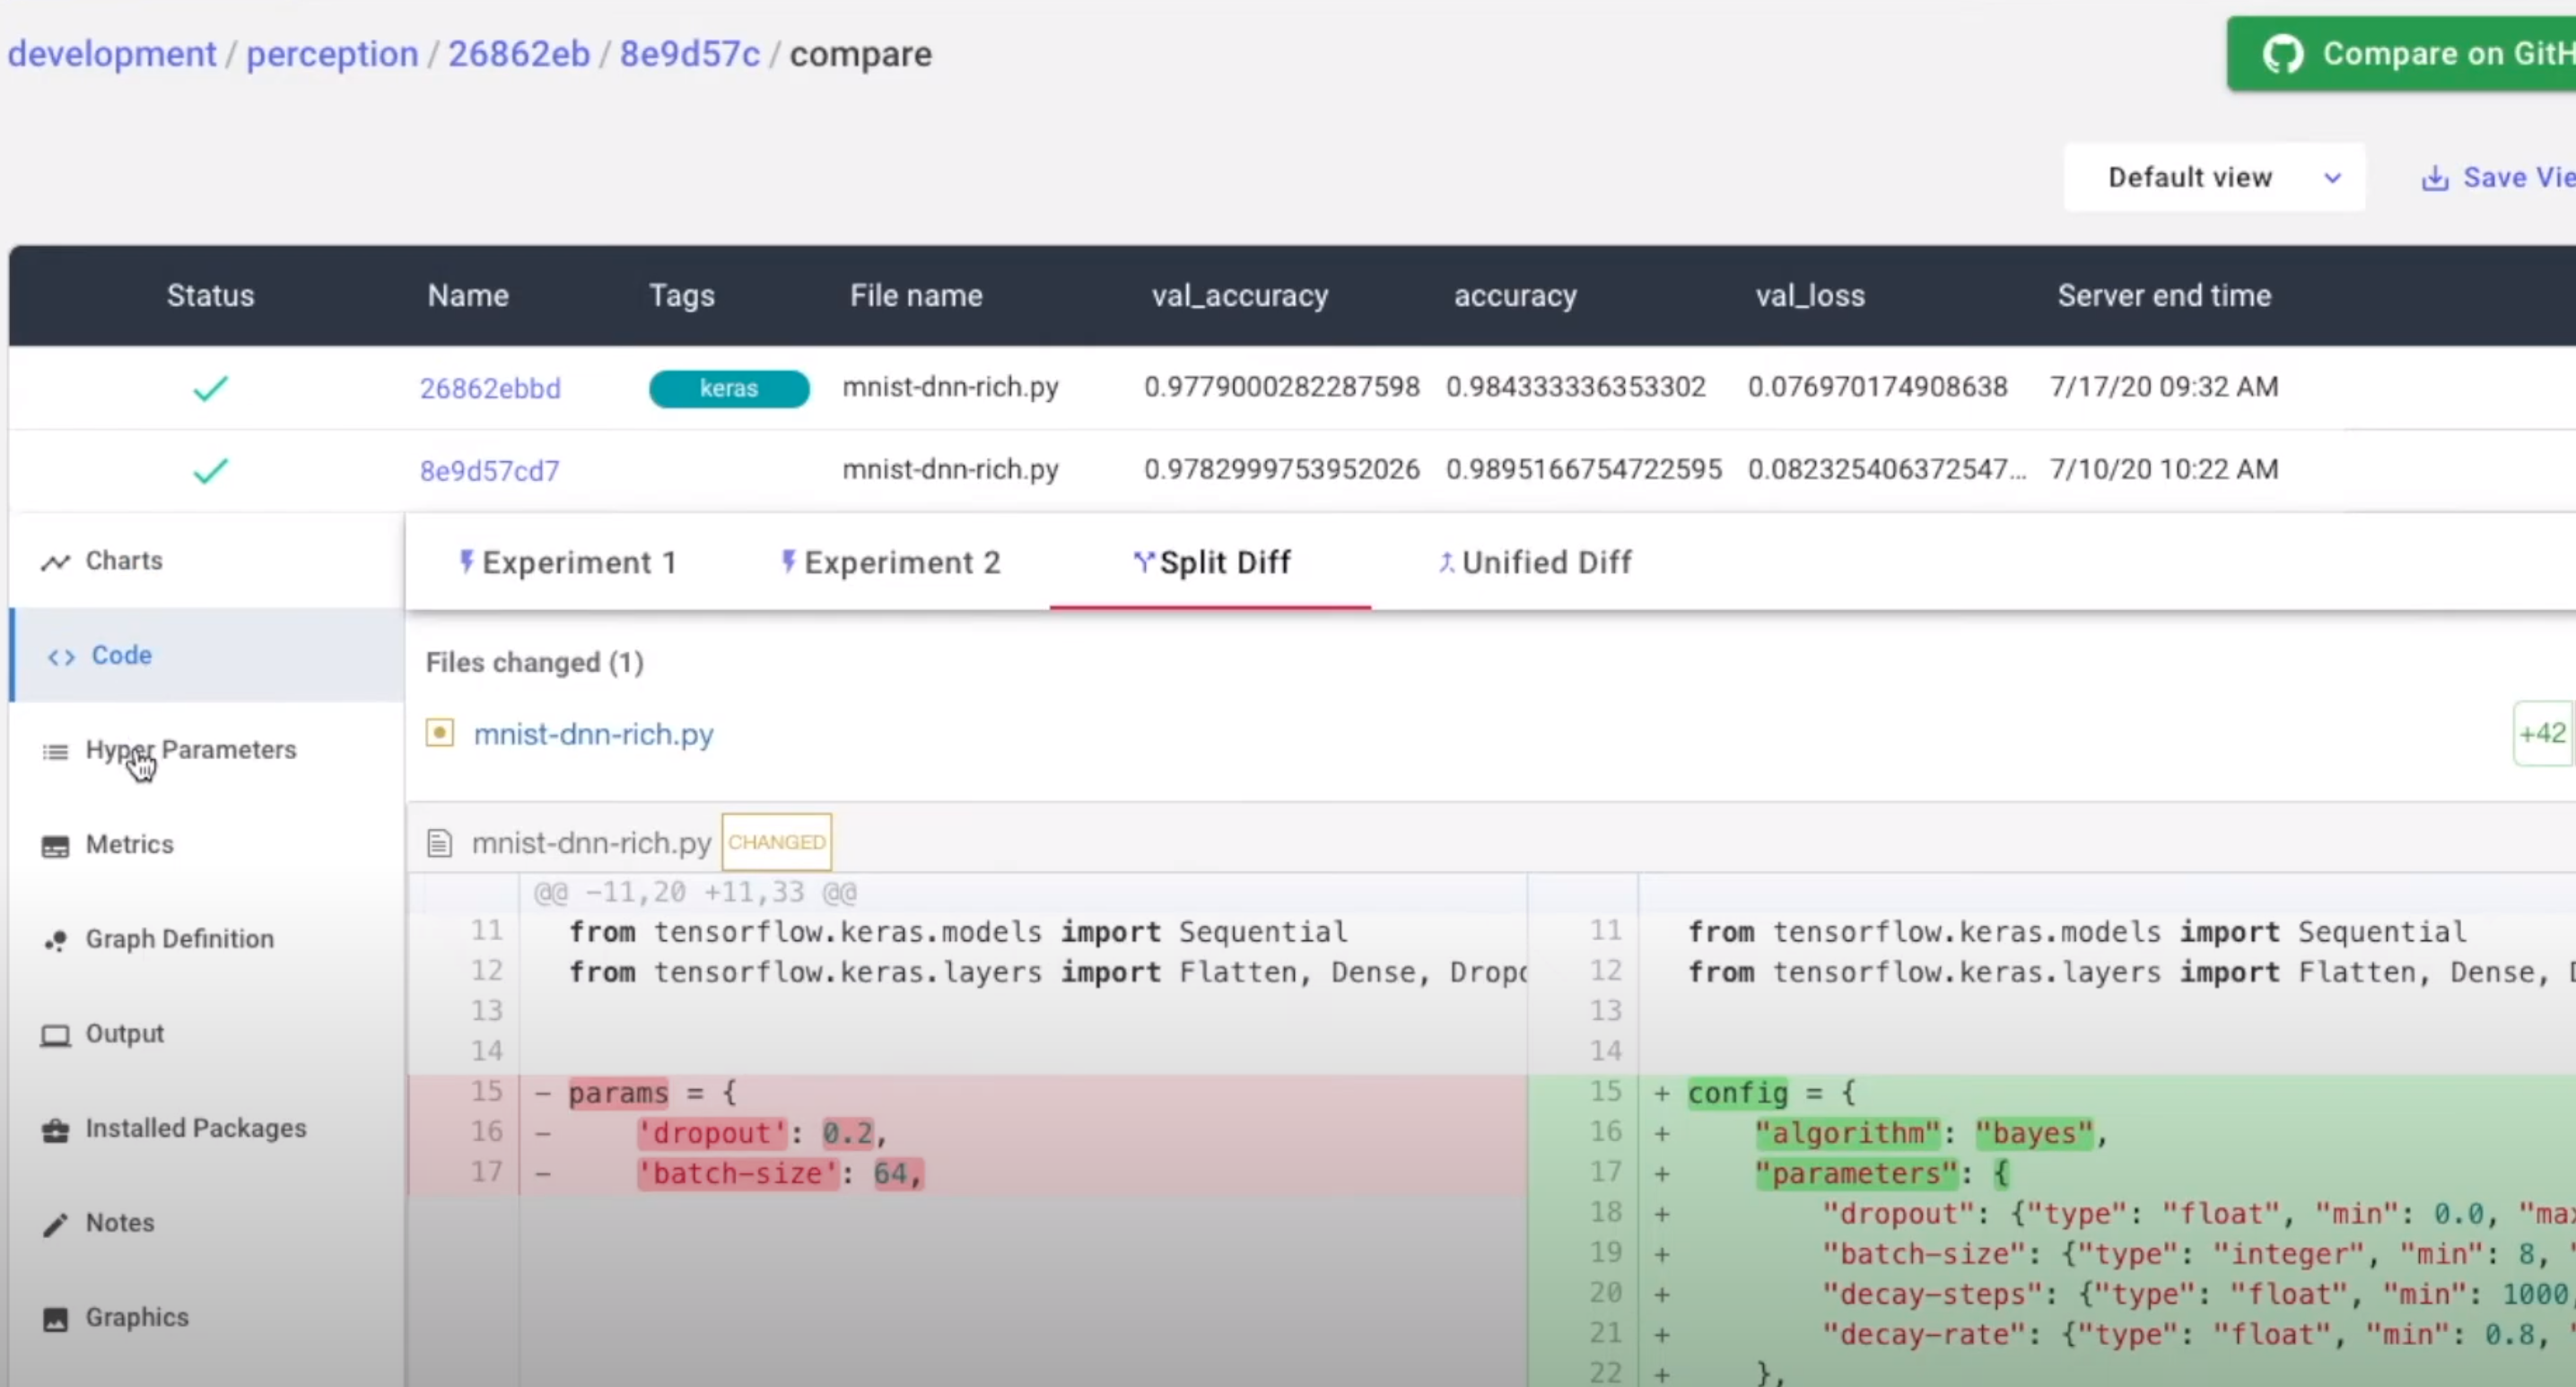 development / perception / 26862eb / 8e9d57c / compare
Compare on GitH
Default view
Save Vie
Status Name Tags File name val_accuracy accuracy val_loss Server end time
26862ebbd keras mnist-dnn-rich.py 0.9779000282287598 0.984333336353302 0.076970174908638 7/17/20 09:32 AM
8e9d57cd7 mnist-dnn-rich.py 0.9782999753952026 0.9895166754722595 0.082325406372547... 7/10/20 10:22 AM
Charts
Code
Hyper Parameters
Metrics
Graph Definition
Output
Installed Packages
Notes
Graphics
Experiment 1 Experiment 2 Split Diff Unified Diff
Files changed (1)
mnist-dnn-rich.py +42
mnist-dnn-rich.py CHANGED
@@ -11,20 +11,33 @@
11 from tensorflow.keras.models import Sequential
12 from tensorflow.keras.layers import Flatten, Dense, Dropo
13
14
15 - params = {
16 - 'dropout': 0.2,
17 - 'batch-size': 64,
11 from tensorflow.keras.models import Sequential
12 from tensorflow.keras.layers import Flatten, Dense, D
13
14
15 + config = {
16 + "algorithm": "bayes",
17 + "parameters": {
18 + "dropout": {"type": "float", "min": 0.0, "max
19 + "batch-size": {"type": "integer", "min": 8, "
20 + "decay-steps": {"type": "float", "min": 1000,
21 + "decay-rate": {"type": "float", "min": 0.8, "
22 + },